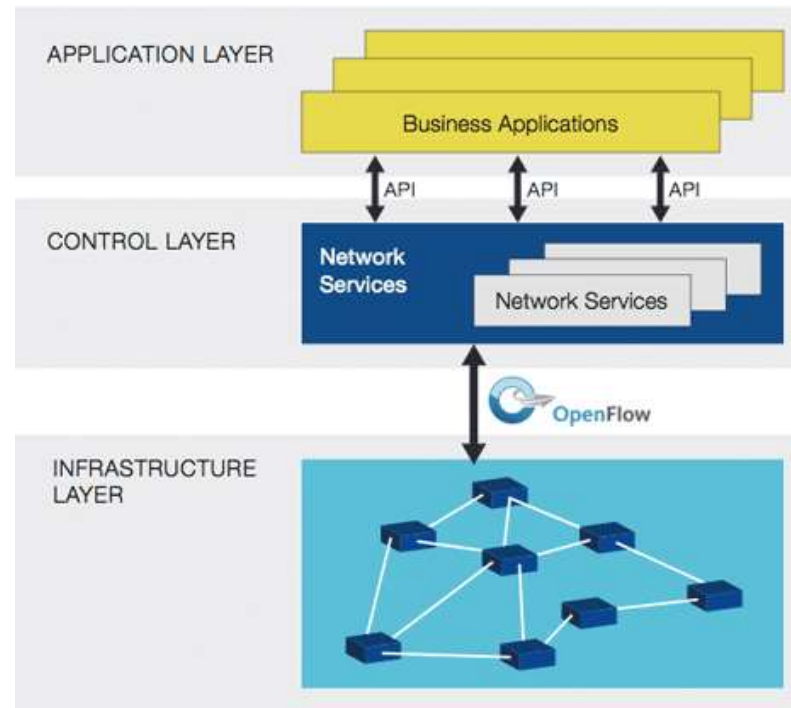 APPLICATION LAYER
Business Applications
API
API
API
CONTROL LAYER
Network
Services
Network Services
OpenFlow
INFRASTRUCTURE
LAYER